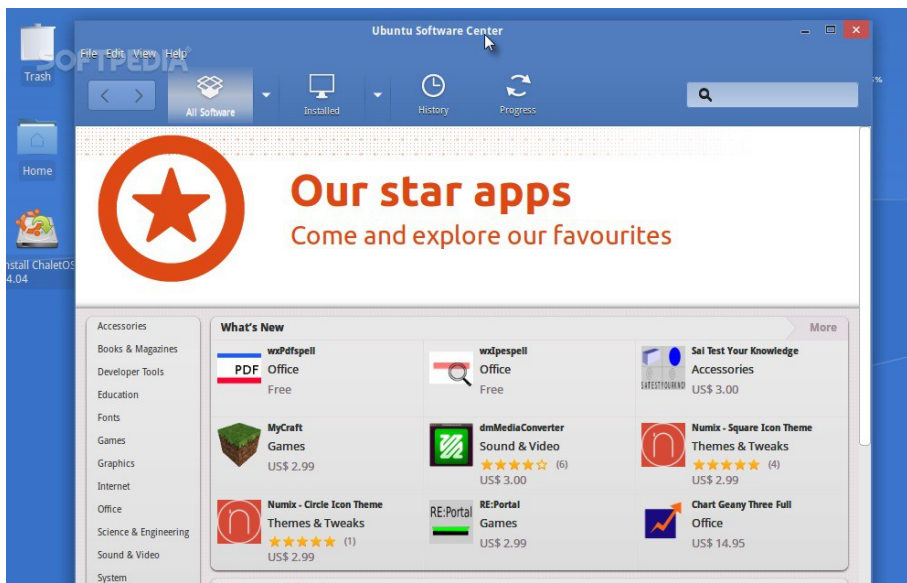 Ubuntu Software Center
File Edit View Help
SOFTPEDIA
Trash
All Software
Installed
History
Progress
Home
Our star apps
Come and explore our favourites
Install ChaletOS
14.04
Accessories
Books & Magazines
Developer Tools
Education
Fonts
Games
Graphics
Internet
Office
Science & Engineering
Sound & Video
System
What's New
More
wxPdfspell
PDF
Office
Free
wxIpespell
Office
Free
Sai Test Your Knowledge
Accessories
US$ 3.00
MyCraft
Games
US$ 2.99
dmMediaConverter
Sound & Video
(6)
US$ 3.00
Numix - Square Icon Theme
Themes & Tweaks
(4)
US$ 2.99
Numix - Circle Icon Theme
Themes & Tweaks
(1)
US$ 2.99
RE:Portal
RE:Portal
Games
US$ 2.99
Chart Geany Three Full
Office
US$ 14.95